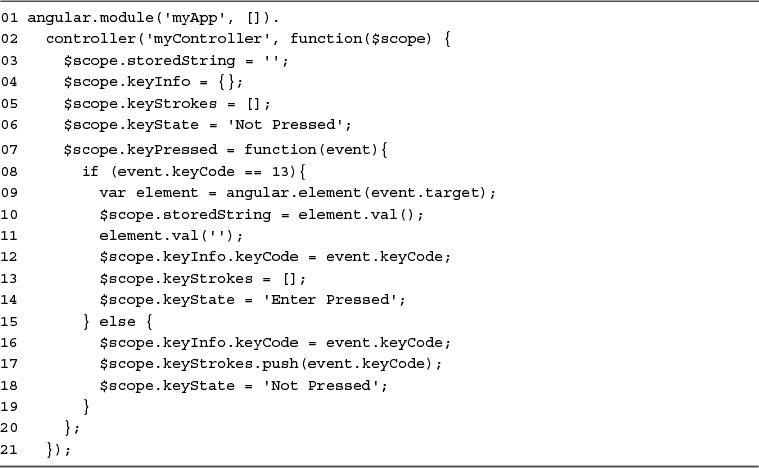 01 angular.module('myApp', []).
02   controller('myController', function($scope) {
03     $scope.storedString = '';
04     $scope.keyInfo = {};
05     $scope.keyStrokes = [];
06     $scope.keyState = 'Not Pressed';
07     $scope.keyPressed = function(event){
08       if (event.keyCode == 13){
09         var element = angular.element(event.target);
10         $scope.storedString = element.val();
11         element.val('');
12         $scope.keyInfo.keyCode = event.keyCode;
13         $scope.keyStrokes = [];
14         $scope.keyState = 'Enter Pressed';
15       } else {
16         $scope.keyInfo.keyCode = event.keyCode;
17         $scope.keyStrokes.push(event.keyCode);
18         $scope.keyState = 'Not Pressed';
19       }
20     };
21   });